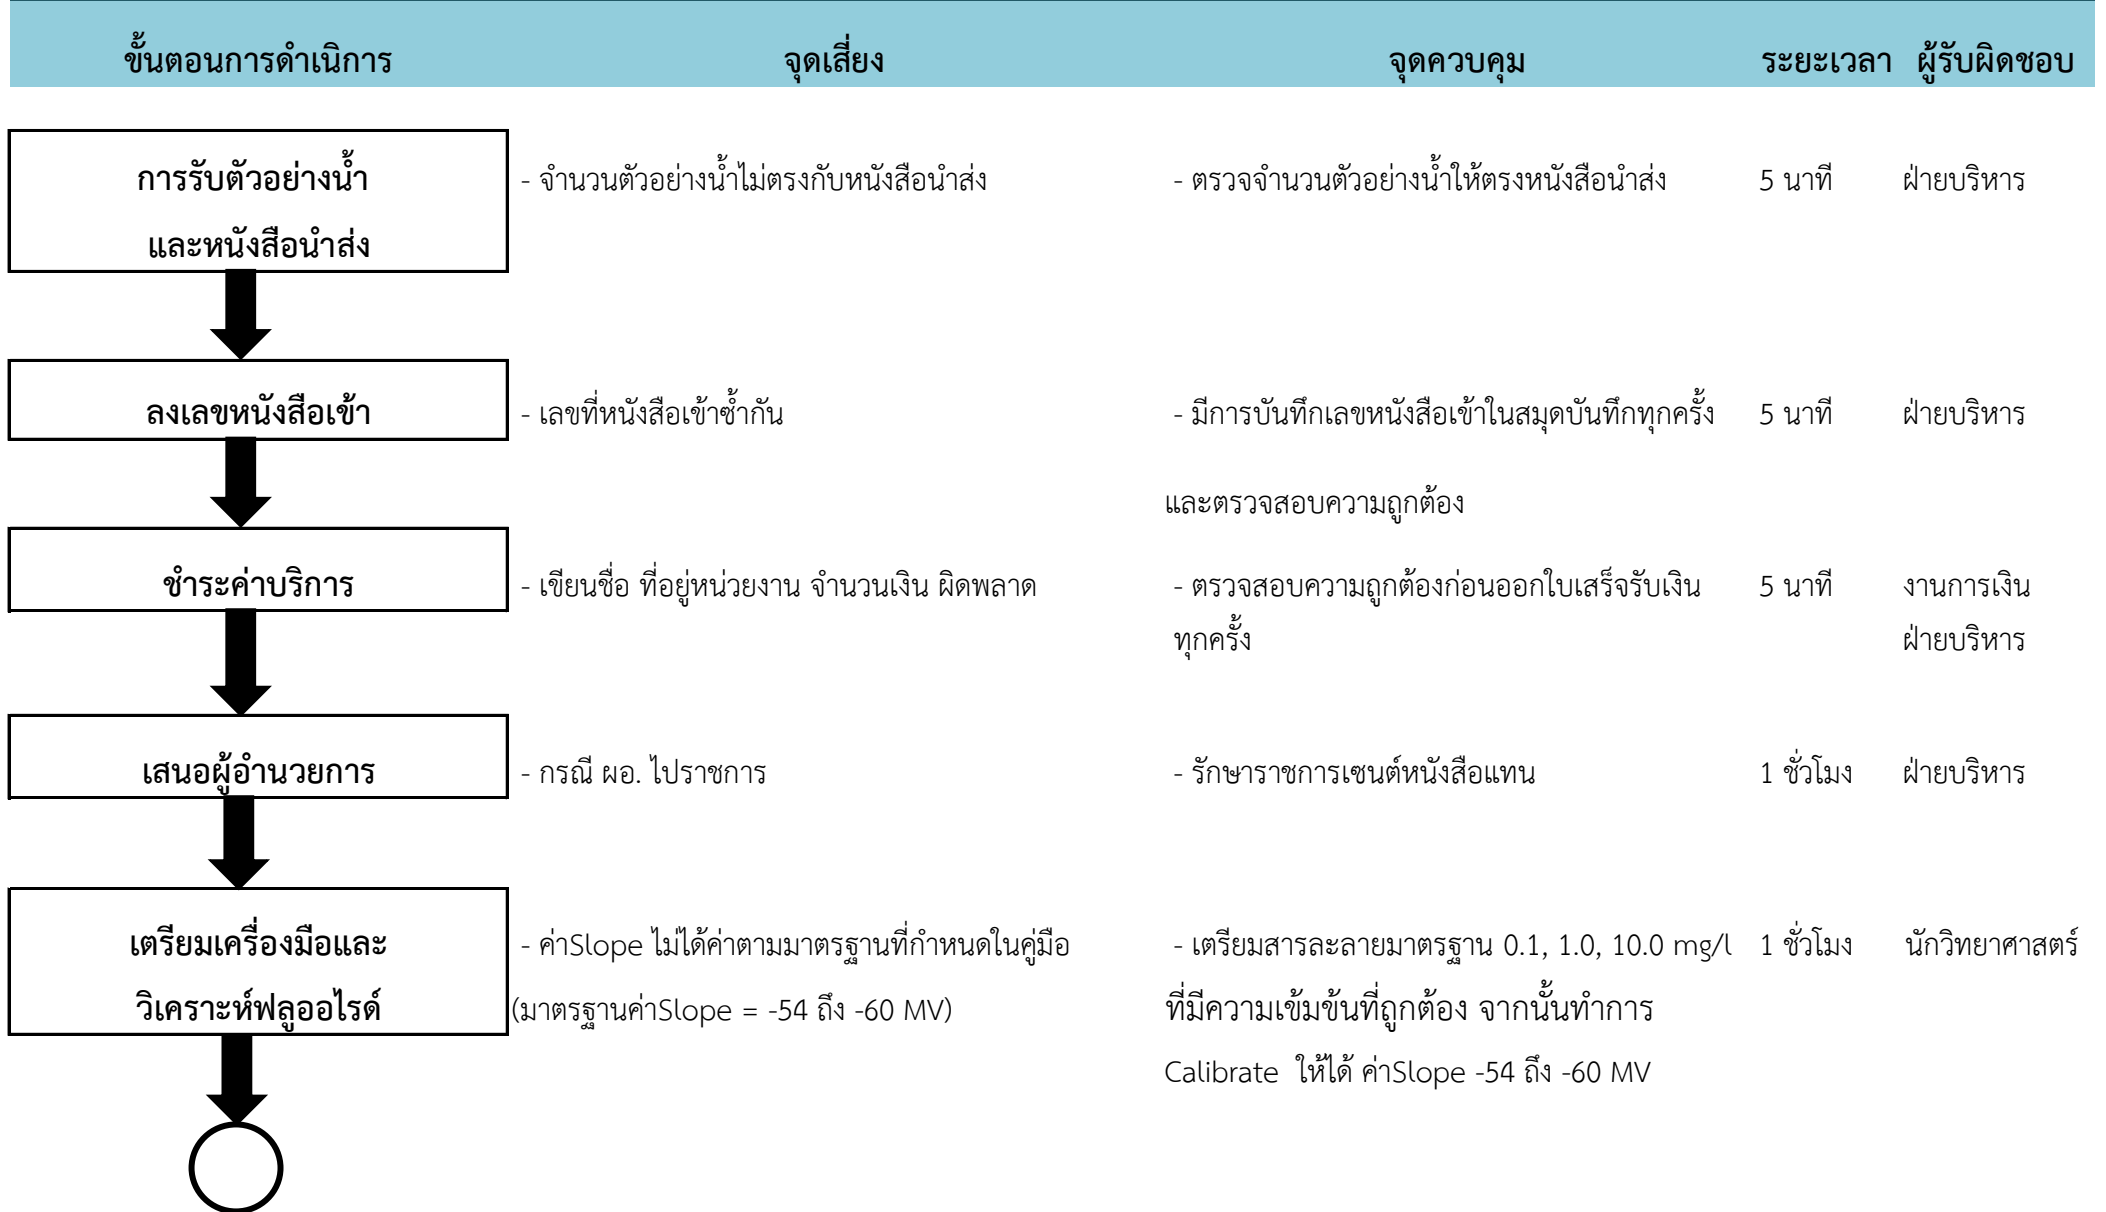 ขั้นตอนการดำเนิการ จุดเสี่ยง จุดควบคุม ระยะเวลา ผู้รับผิดชอบ
การรับตัวอย่างน้ำ - จำนวนตัวอย่างน้ำไม่ตรงกับหนังสือนำส่ง - ตรวจจำนวนตัวอย่างน้ำให้ตรงหนังสือนำส่ง 5 นาที ฝ่ายบริหาร
และหนังสือนำส่ง
ลงเลขหนังสือเข้า - เลขที่หนังสือเข้าซ้ำกัน - มีการบันทึกเลขหนังสือเข้าในสมุดบันทึกทุกครั้ง 5 นาที ฝ่ายบริหาร
และตรวจสอบความถูกต้อง
ชำระค่าบริการ - เขียนชื่อ ที่อยู่หน่วยงาน จำนวนเงิน ผิดพลาด - ตรวจสอบความถูกต้องก่อนออกใบเสร็จรับเงิน 5 นาที งานการเงิน
ทุกครั้ง ฝ่ายบริหาร
เสนอผู้อำนวยการ - กรณี ผอ. ไปราชการ - รักษาราชการเซนต์หนังสือแทน 1 ชั่วโมง ฝ่ายบริหาร
เตรียมเครื่องมือและ - ค่าSlope ไม่ได้ค่าตามมาตรฐานที่กำหนดในคู่มือ - เตรียมสารละลายมาตรฐาน 0.1, 1.0, 10.0 mg/l 1 ชั่วโมง นักวิทยาศาสตร์
วิเคราะห์ฟลูออไรด์ (มาตรฐานค่าSlope = -54 ถึง -60 MV) ที่มีความเข้มข้นที่ถูกต้อง จากนั้นทำการ
Calibrate ให้ได้ ค่าSlope -54 ถึง -60 MV